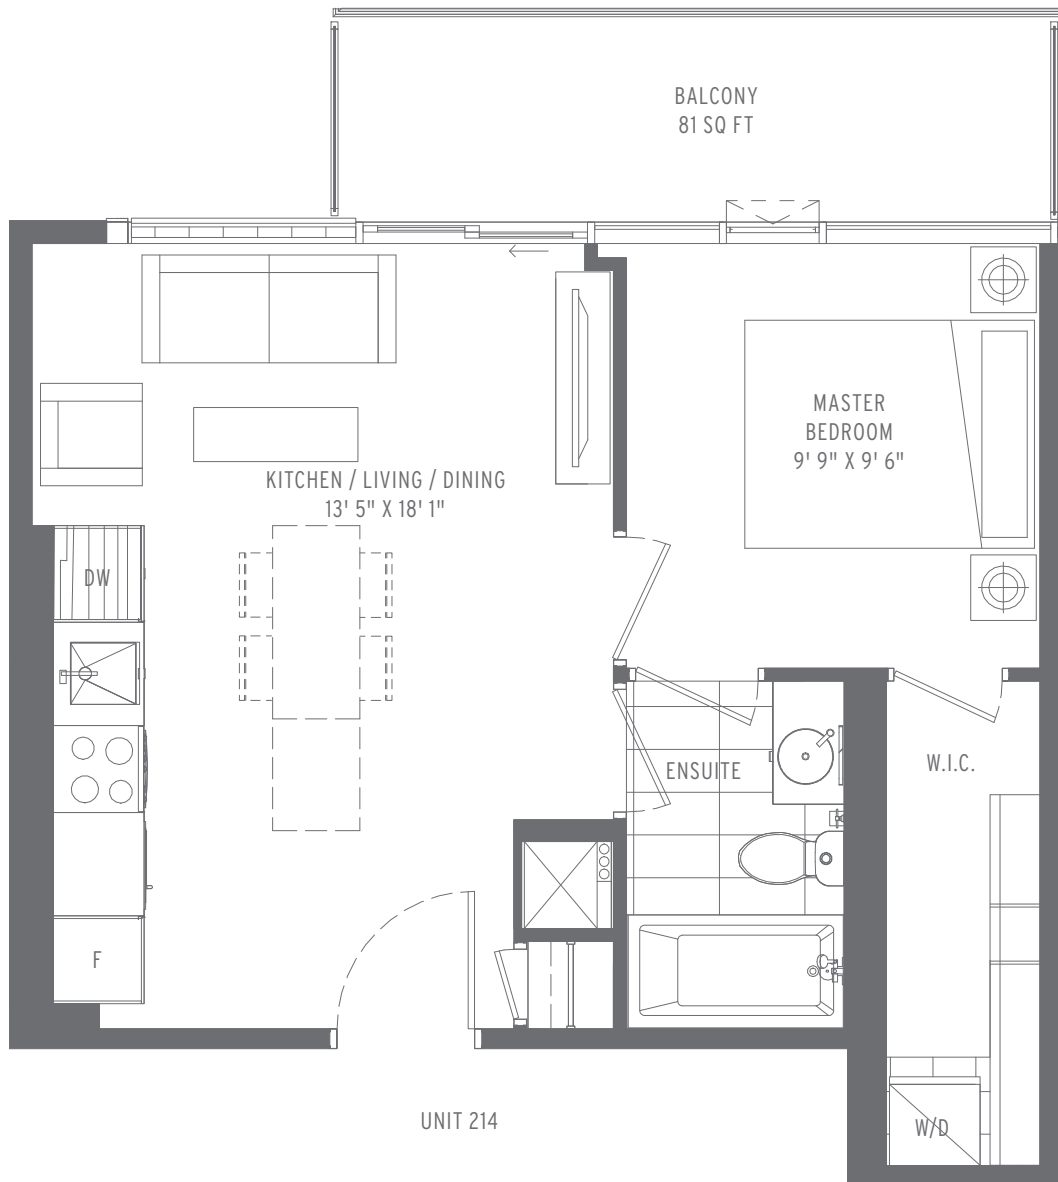 BALCONY
81 SQ FT
MASTER
BEDROOM
9' 9" X 9' 6"
KITCHEN / LIVING / DINING
13' 5" X 18' 1"
DW
ENSUITE
W.I.C.
F
UNIT 214
W/D